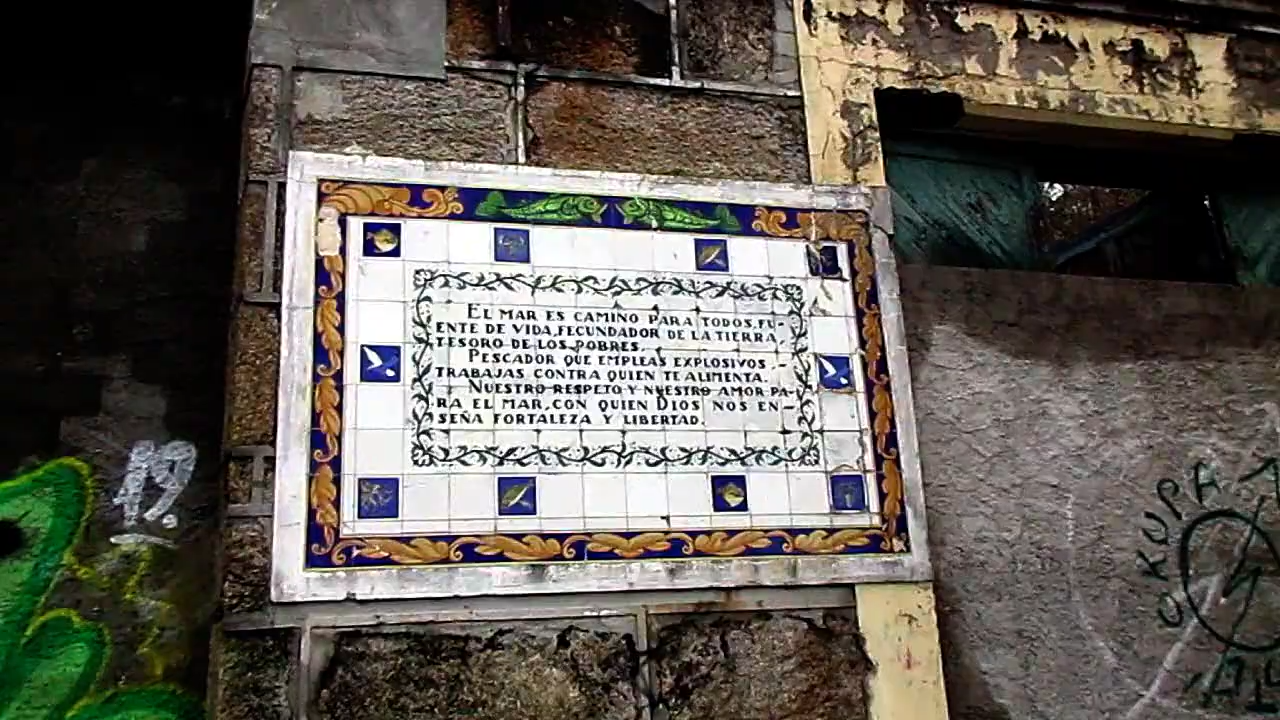 EL MAR ES CAMINO PARA TODOS, FU-
ENTE DE VIDA, FECUNDADOR DE LA TIERRA,
TESORO DE LOS POBRES.
PESCADOR QUE EMPLEAS EXPLOSIVOS,-
TRABAJAS CONTRA QUIEN TE ALIMENTA.
NUESTRO RESPETO Y NUESTRO AMOR PA-
RA EL MAR, CON QUIEN DIOS NOS EN-
SEÑA FORTALEZA Y LIBERTAD.
19.
OKUPA